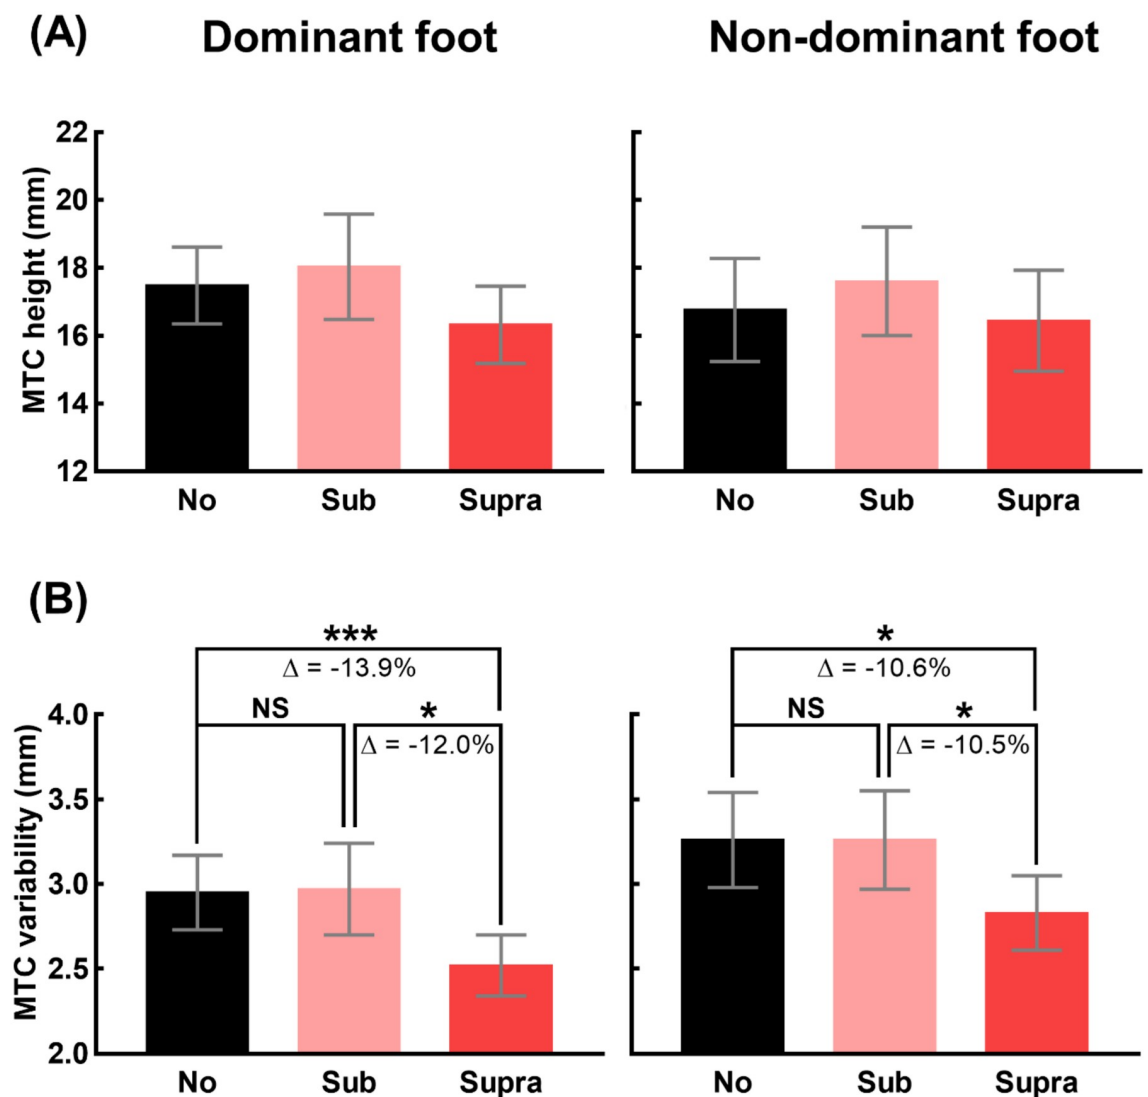 (A)
Dominant foot
Non-dominant foot
MTC height (mm)
22
20
18
16
14
12
No
Sub
Supra
No
Sub
Supra
(B)
***
Δ = -13.9%
NS
*
Δ = -12.0%
*
Δ = -10.6%
NS
*
Δ = -10.5%
MTC variability (mm)
4.0
3.5
3.0
2.5
2.0
No
Sub
Supra
No
Sub
Supra